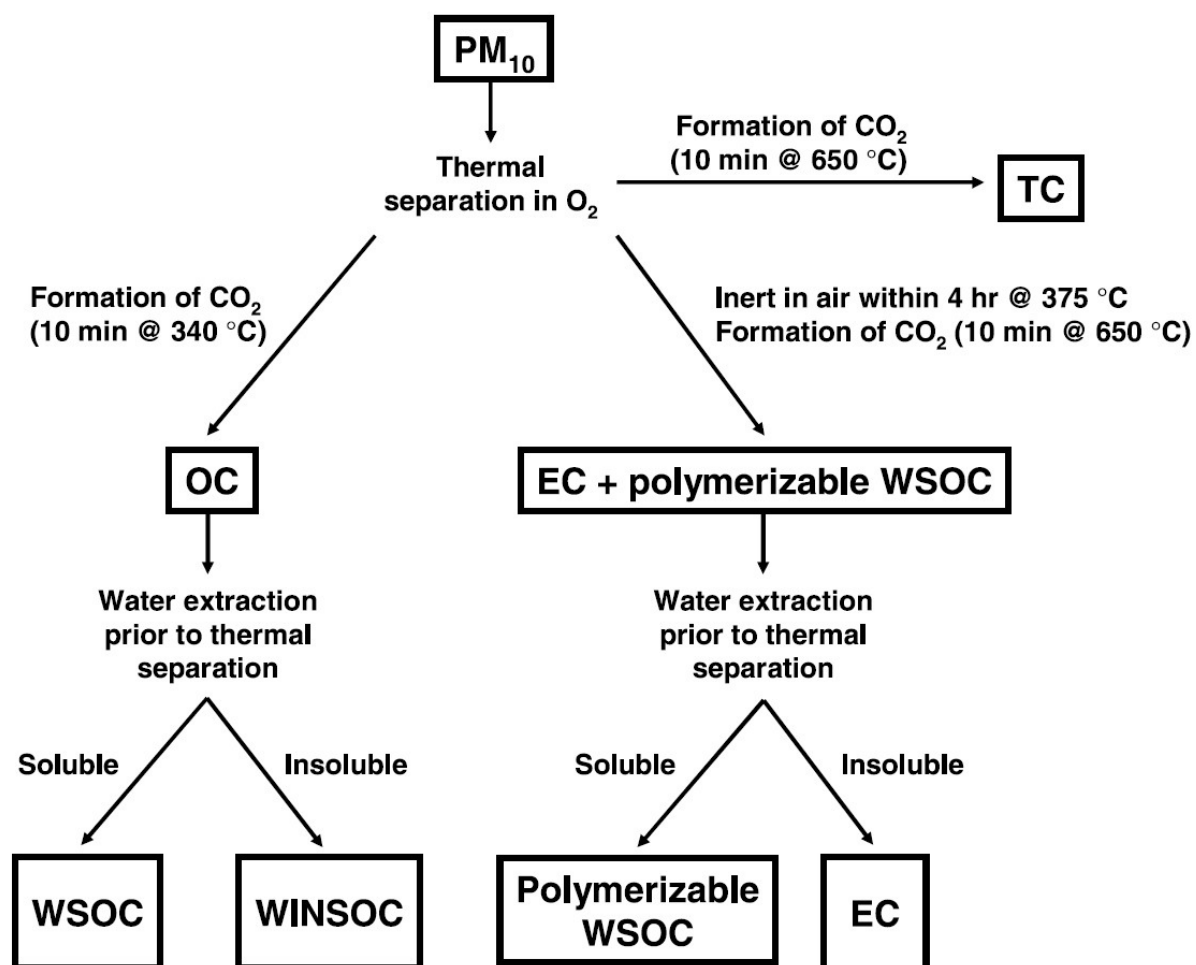 PM10
Thermal
separation in O2
Formation of CO2
(10 min @ 650 °C)
TC
Formation of CO2
(10 min @ 340 °C)
Inert in air within 4 hr @ 375 °C
Formation of CO2 (10 min @ 650 °C)
OC
EC + polymerizable WSOC
Water extraction
prior to thermal
separation
Water extraction
prior to thermal
separation
Soluble
Insoluble
Soluble
Insoluble
WSOC
WINSOC
Polymerizable
WSOC
EC